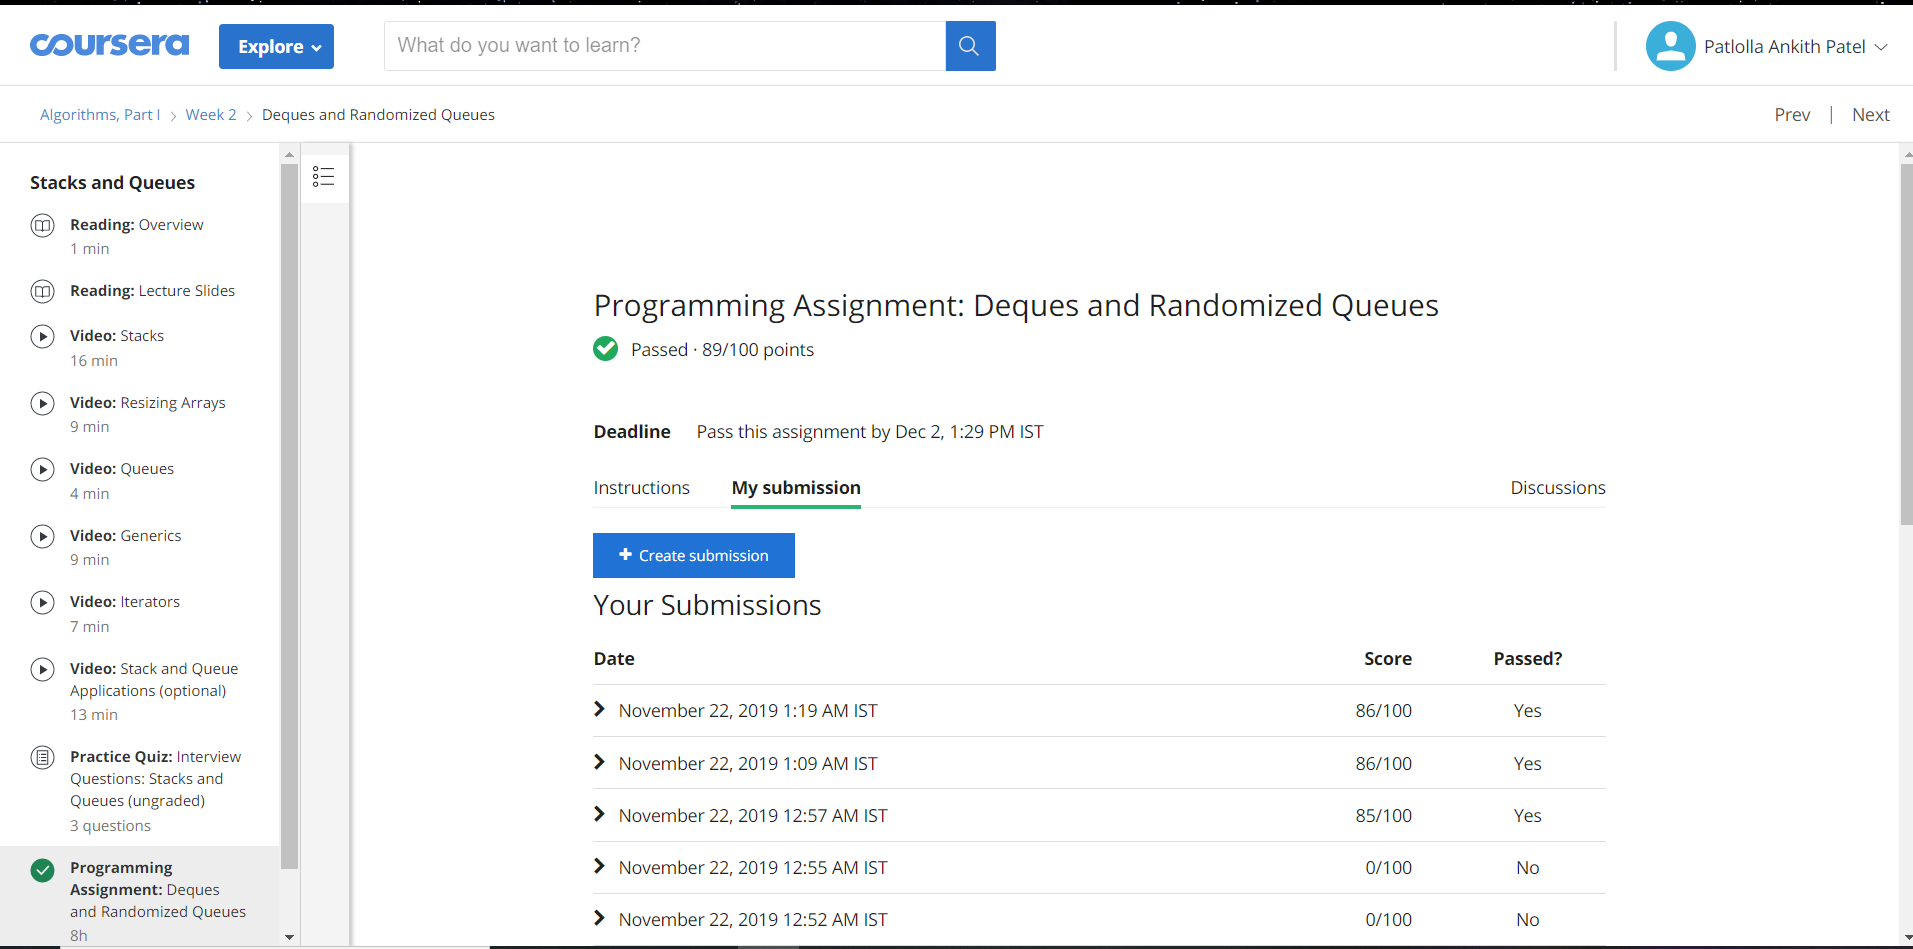 coursera
Explore
What do you want to learn?
Patlolla Ankith Patel
Algorithms, Part I
Week 2
Deques and Randomized Queues
Prev | Next
Stacks and Queues
Reading: Overview
1 min
Reading: Lecture Slides
Video: Stacks
16 min
Video: Resizing Arrays
9 min
Video: Queues
4 min
Video: Generics
9 min
Video: Iterators
7 min
Video: Stack and Queue
Applications (optional)
13 min
Practice Quiz: Interview
Questions: Stacks and
Queues (ungraded)
3 questions
Programming
Assignment: Deques
and Randomized Queues
8h
Programming Assignment: Deques and Randomized Queues
Passed · 89/100 points
Deadline Pass this assignment by Dec 2, 1:29 PM IST
Instructions My submission Discussions
+ Create submission
Your Submissions
Date Score Passed?
November 22, 2019 1:19 AM IST 86/100 Yes
November 22, 2019 1:09 AM IST 86/100 Yes
November 22, 2019 12:57 AM IST 85/100 Yes
November 22, 2019 12:55 AM IST 0/100 No
November 22, 2019 12:52 AM IST 0/100 No